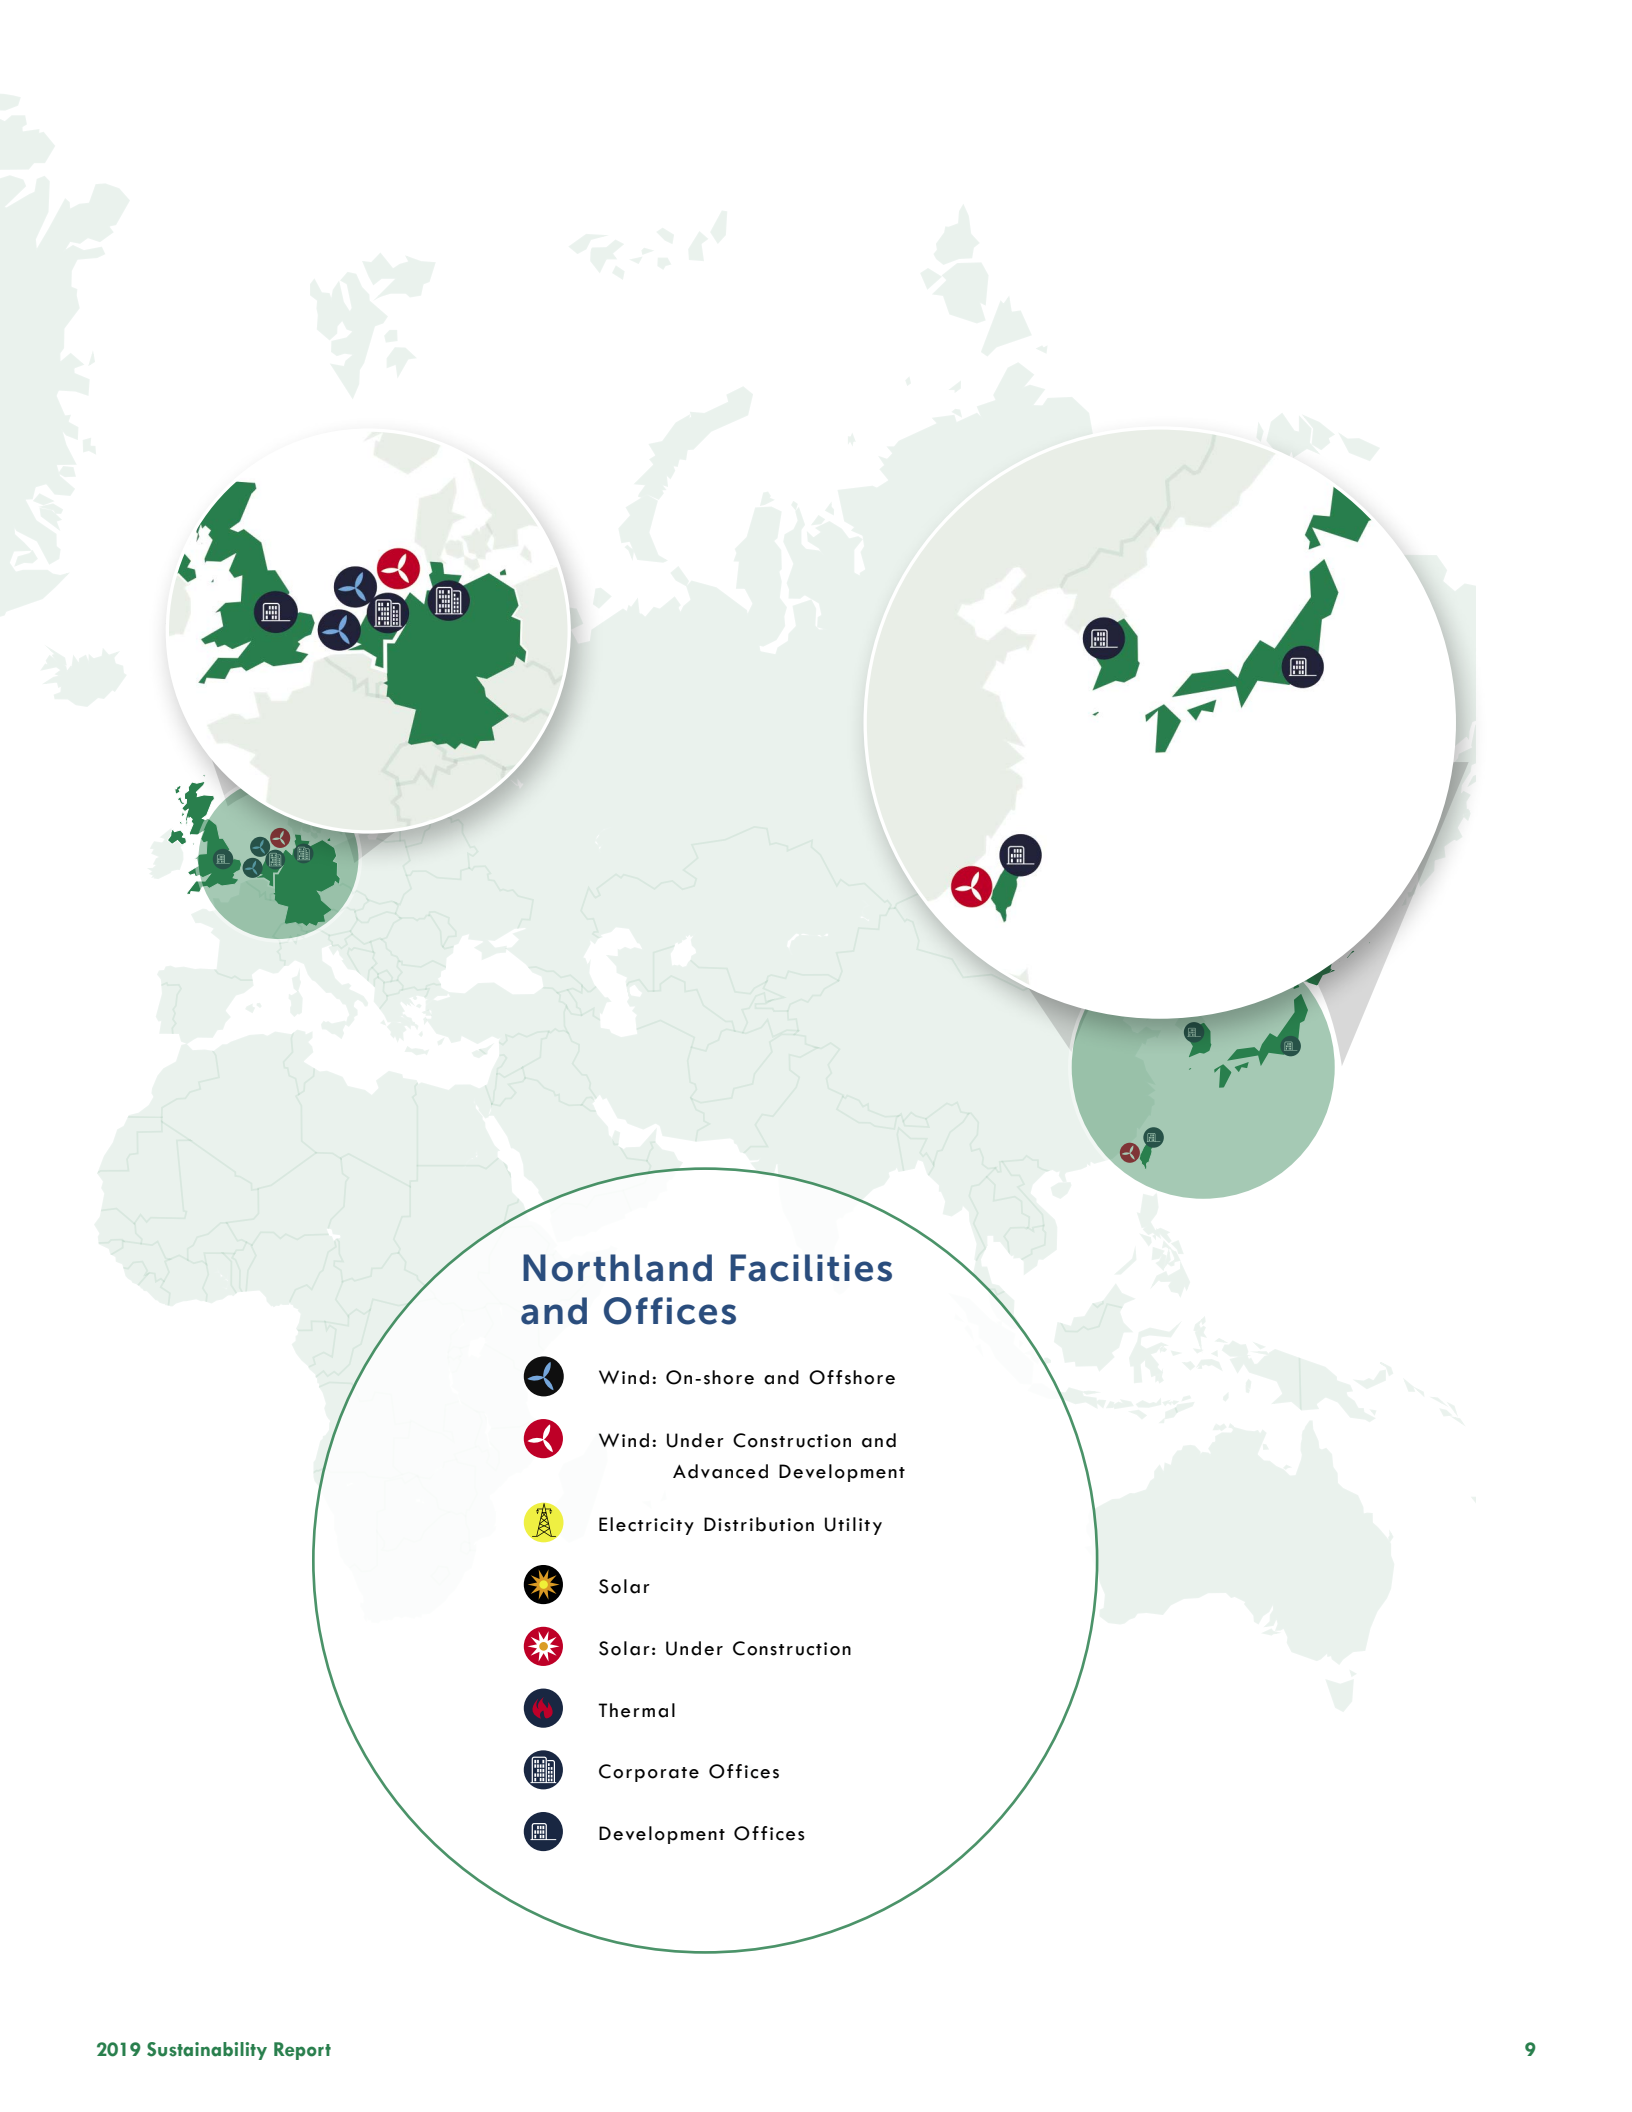 Northland Facilities
and Offices
Wind: On-shore and Offshore
Wind: Under Construction and
Advanced Development
Electricity Distribution Utility
Solar
Solar: Under Construction
Thermal
Corporate Offices
Development Offices
2019 Sustainability Report
9